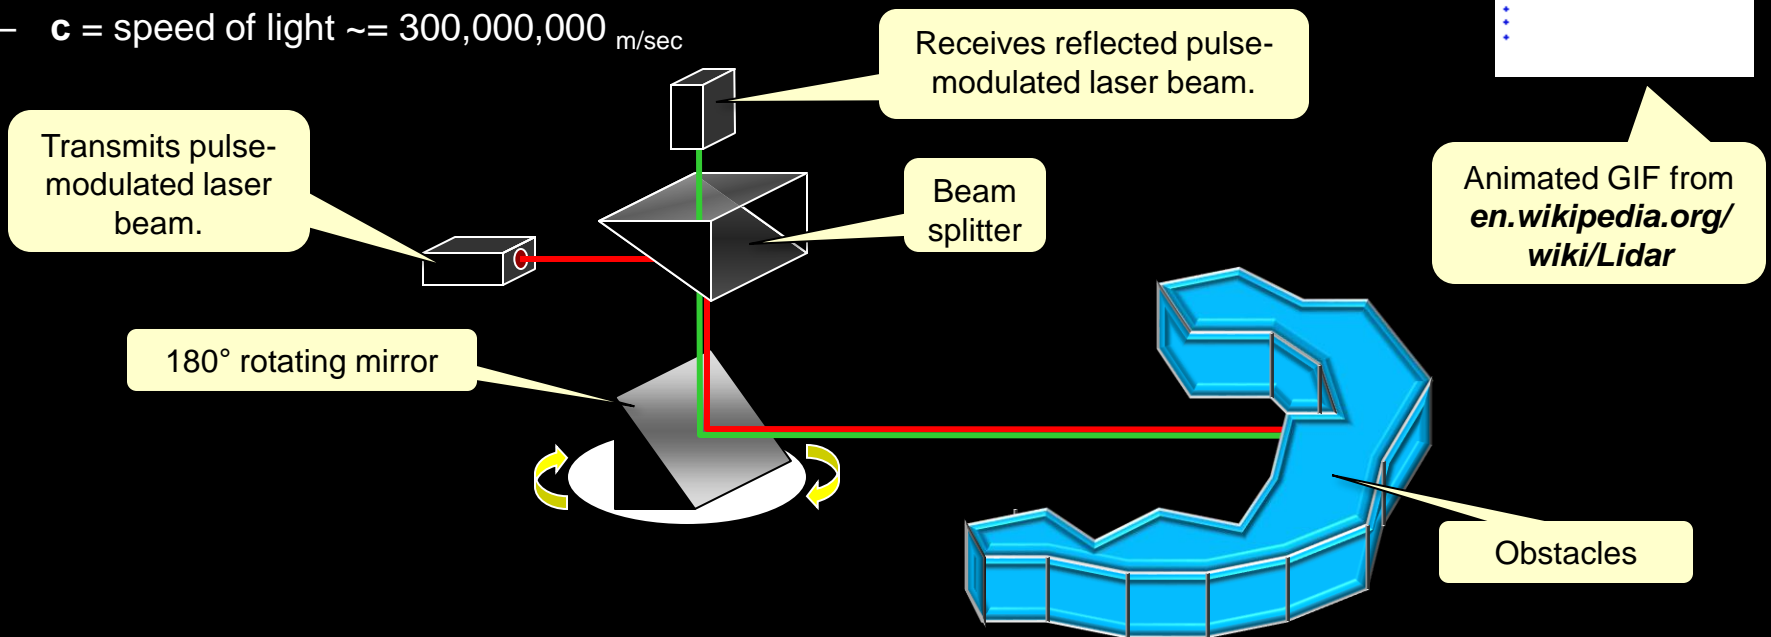 – c = speed of light ~= 300,000,000 m/sec
Receives reflected pulse-
modulated laser beam.
Transmits pulse-
modulated laser
beam.
Beam
splitter
Animated GIF from
en.wikipedia.org/
wiki/Lidar
180° rotating mirror
Obstacles